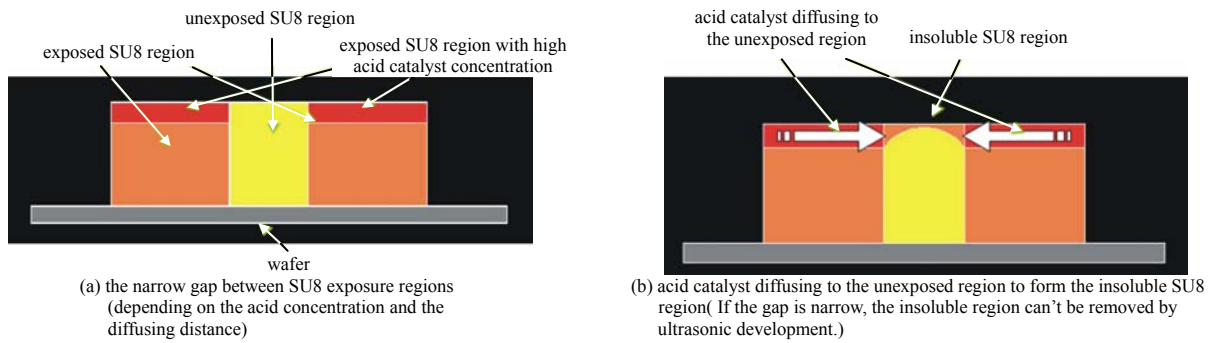 unexposed SU8 region
exposed SU8 region
exposed SU8 region with high
acid catalyst concentration
wafer
(a) the narrow gap between SU8 exposure regions
(depending on the acid concentration and the
diffusing distance)
acid catalyst diffusing to
the unexposed region
insoluble SU8 region
(b) acid catalyst diffusing to the unexposed region to form the insoluble SU8
region( If the gap is narrow, the insoluble region can’t be removed by
ultrasonic development.)